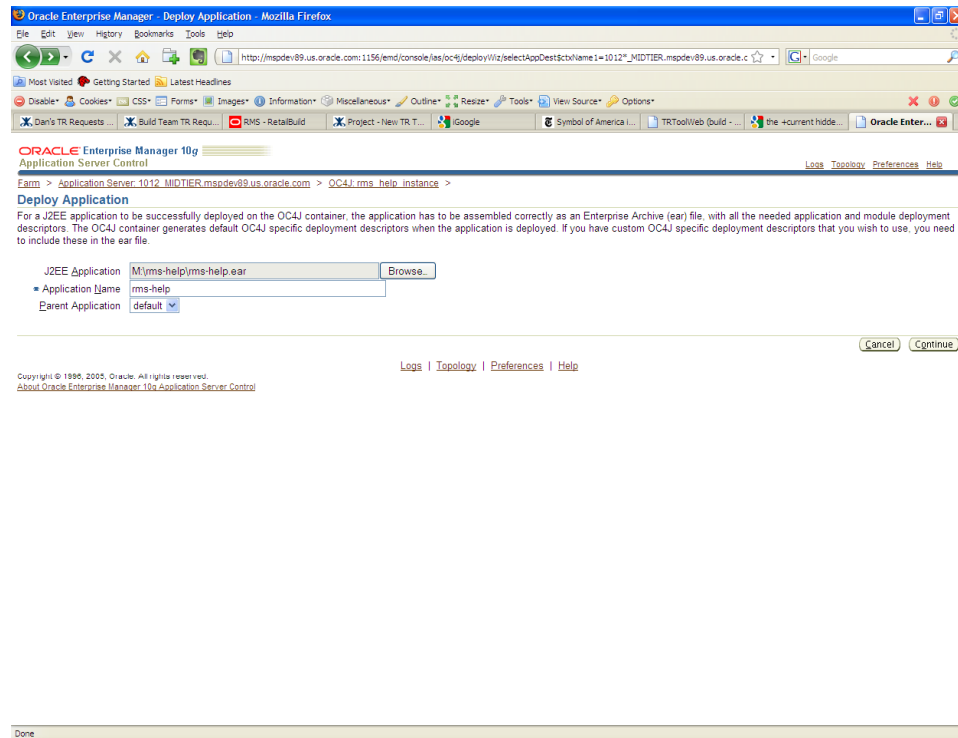 Oracle Enterprise Manager - Deploy Application - Mozilla Firefox
File Edit View History Bookmarks Tools Help
http://mspdev89.us.oracle.com:1156/emd/console/ias/oc4j/deployWiz/selectAppDest$ctxName1=1012*_MIDTIER.mspdev89.us.oracle.c
Google
Most Visited Getting Started Latest Headlines
Disable Cookies CSS Forms Images Information Miscellaneous Outline Resize Tools View Source Options
Dan's TR Requests ... Build Team TR Requ... RMS - RetailBuild Project - New TR T... iGoogle Symbol of America i... TRToolWeb (build - ... the +current hidde... Oracle Enter...
ORACLE Enterprise Manager 10g
Application Server Control
Logs Topology Preferences Help
Farm > Application Server: 1012_MIDTIER.mspdev89.us.oracle.com > OC4J: rms_help_instance >
Deploy Application
For a J2EE application to be successfully deployed on the OC4J container, the application has to be assembled correctly as an Enterprise Archive (ear) file, with all the needed application and module deployment
descriptors. The OC4J container generates default OC4J specific deployment descriptors when the application is deployed. If you have custom OC4J specific deployment descriptors that you wish to use, you need
to include these in the ear file.
J2EE Application M:\rms-help\rms-help.ear Browse...
Application Name rms-help
Parent Application default
Cancel Continue
Logs | Topology | Preferences | Help
Copyright © 1996, 2005, Oracle. All rights reserved.
About Oracle Enterprise Manager 10g Application Server Control
Done